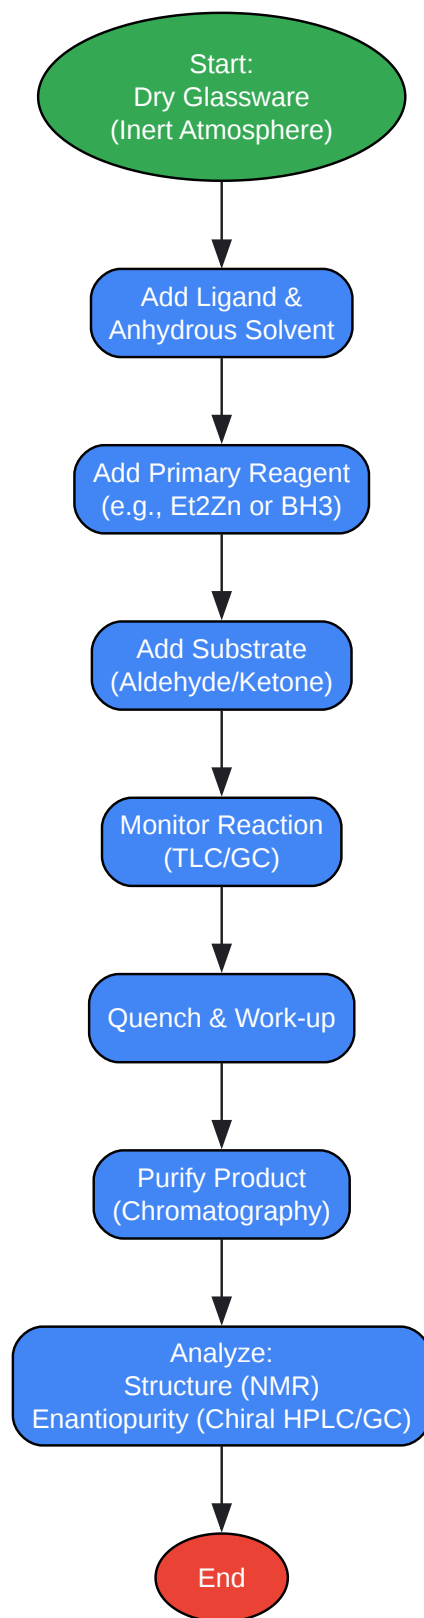 Start:
Dry Glassware
(Inert Atmosphere)
Add Ligand &
Anhydrous Solvent
Add Primary Reagent
(e.g., Et2Zn or BH3)
Add Substrate
(Aldehyde/Ketone)
Monitor Reaction
(TLC/GC)
Quench & Work-up
Purify Product
(Chromatography)
Analyze:
Structure (NMR)
Enantiopurity (Chiral HPLC/GC)
End